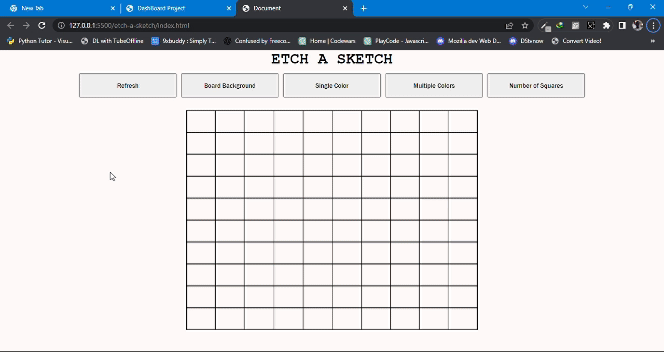 New Tab
Dashboard Project
Document
127.0.0.1:5500/etch-a-sketch/index.html
Python Tutor - Visu...
DL with TubeOffline
9xbuddy : Simply T...
Confused by Freeco...
Home | Codewars
PlayCode - Javascri...
Mozilla dev Web D...
DStvnow
Convert Video!
ETCH A SKETCH
Refresh
Board Background
Single Color
Multiple Colors
Number of Squares